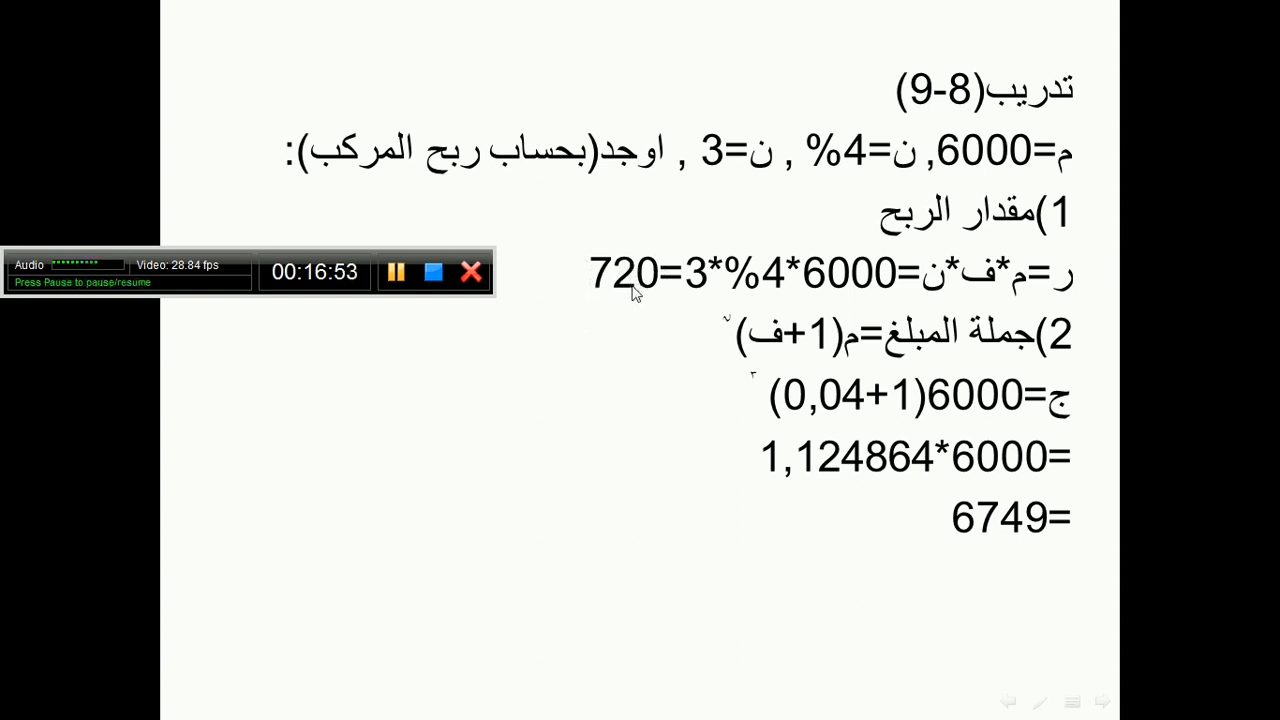 تدريب(8-9)
م=6000, ن=4% , ن=3 , اوجد(بحساب ربح المركب):
1)مقدار الربح
ر=م*ف*ن=6000*4%*3=720
2)جملة المبلغ=م(1+ف)ن
ج=6000(1+0,04)٣
=6000*1,124864
=6749
Audio
Video: 28.84 fps
00:16:53
Press Pause to pause/resume